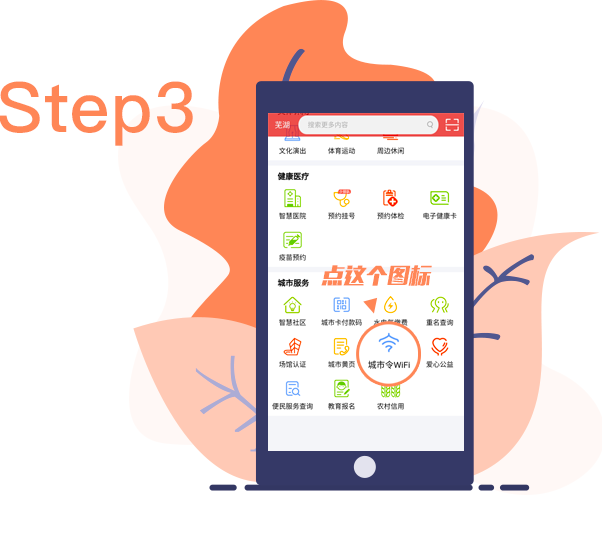 Step3
芜湖 搜索更多内容
文化演出 体育运动 周边休闲
健康医疗
智慧医院 预约挂号 预约体检 电子健康卡
疫苗预约
点这个图标
城市服务
智慧社区 城市卡付款码 水电气缴费 重名查询
场馆认证 城市黄页 城市令WiFi 爱心公益
便民服务查询 教育报名 农村信用